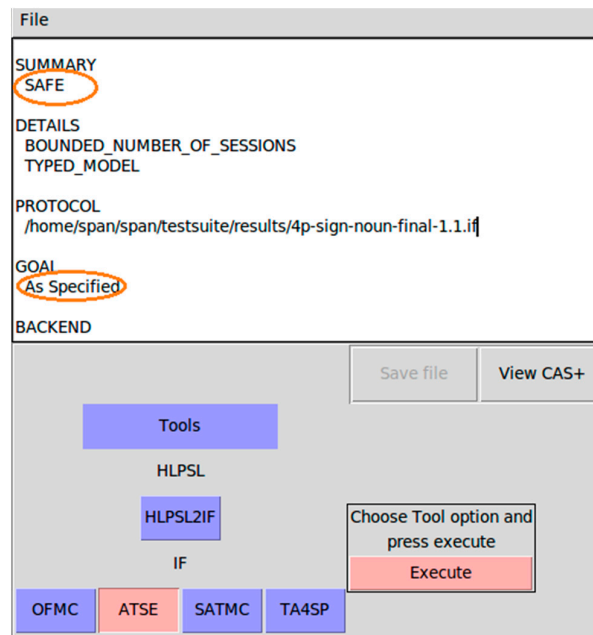 File
SUMMARY
SAFE
DETAILS
BOUNDED_NUMBER_OF_SESSIONS
TYPED_MODEL
PROTOCOL
/home/span/span/testsuite/results/4p-sign-noun-final-1.1.if
GOAL
As Specified
BACKEND
Save file
View CAS+
Tools
HLPSL
HLPSL2IF
Choose Tool option and
press execute
IF
Execute
OFMC
ATSE
SATMC
TA4SP